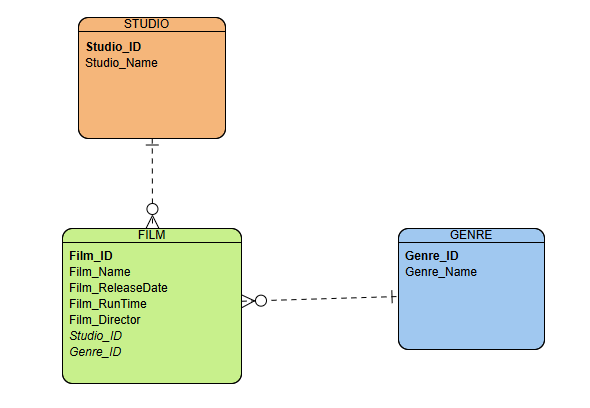 STUDIO
Studio_ID
Studio_Name
FILM
Film_ID
Film_Name
Film_ReleaseDate
Film_RunTime
Film_Director
Studio_ID
Genre_ID
GENRE
Genre_ID
Genre_Name